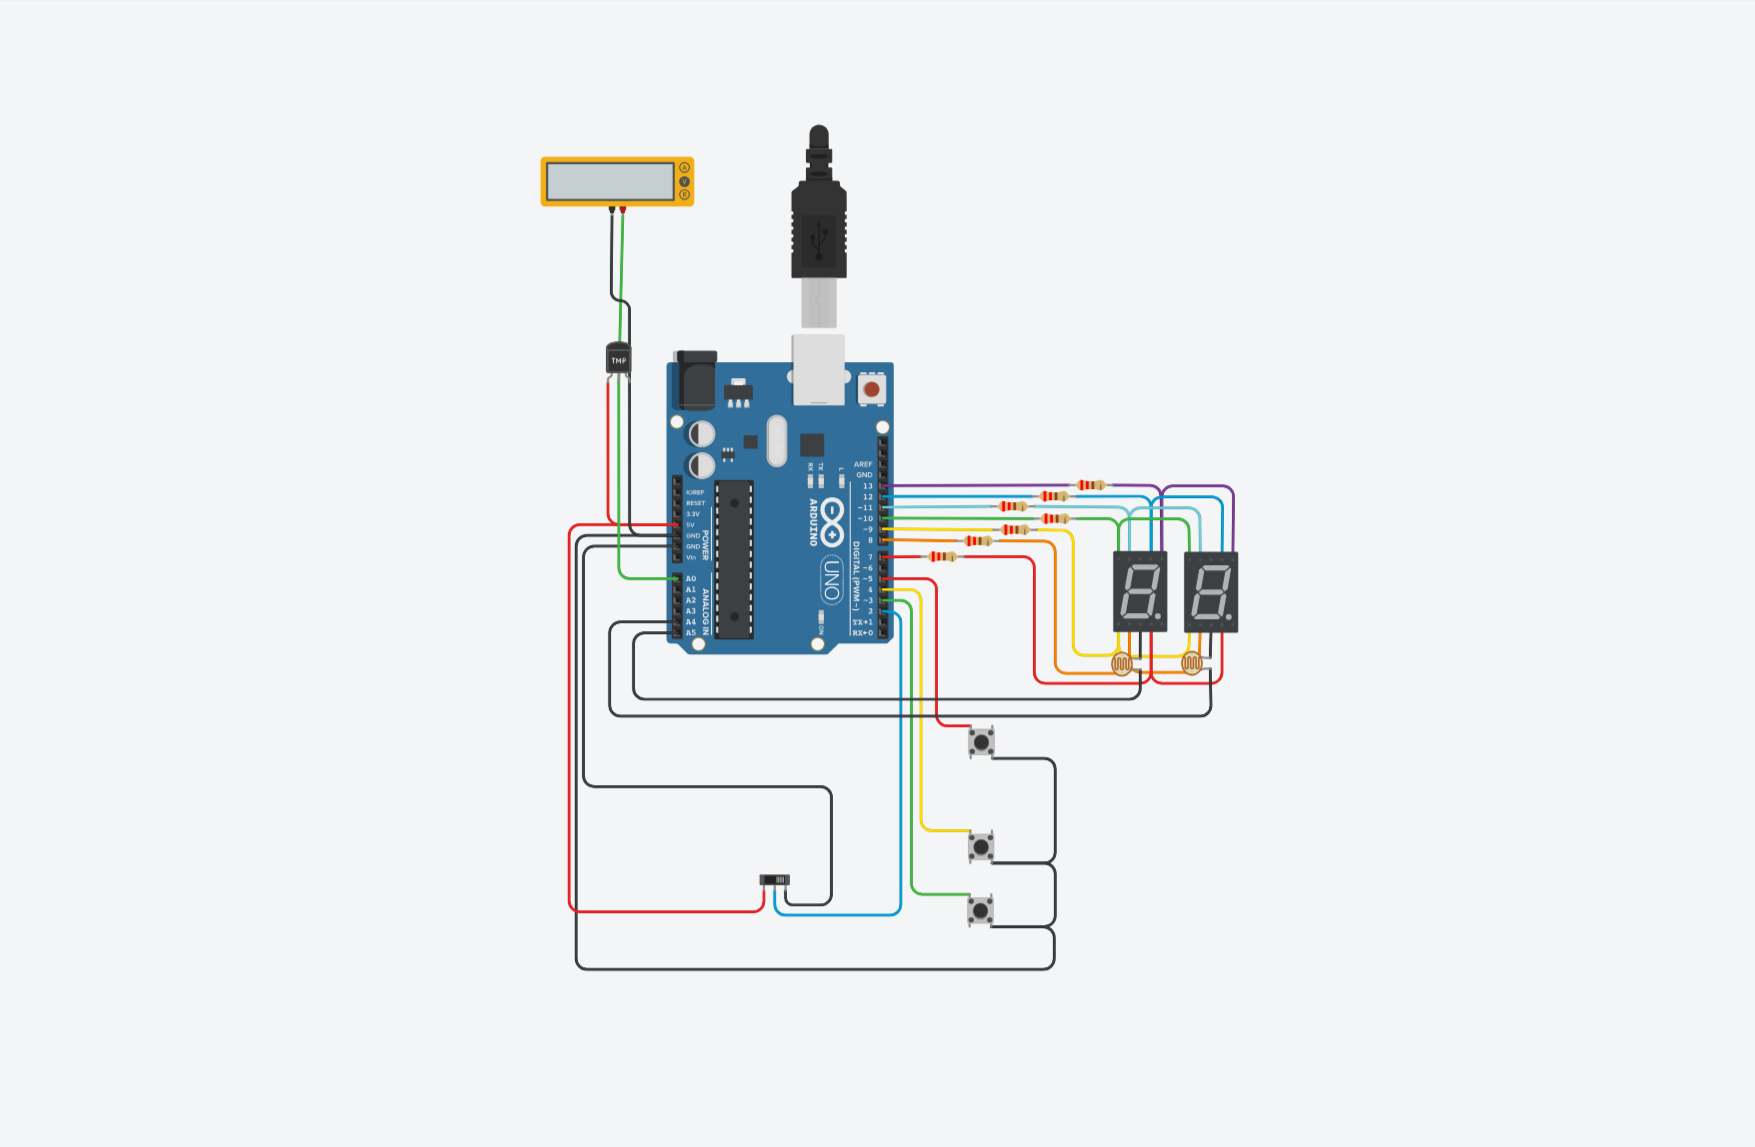 A
V
R
TMP
AREF
GND
13
12
~11
~10
~9
8
7
~6
~5
4
~3
2
TX→1
RX←0
RX
TX
L
IOREF
RESET
3.3V
5V
GND
GND
Vin
POWER
A0
A1
A2
A3
A4
A5
ANALOG IN
ARDUINO
UNO
DIGITAL (PWM~)
ON
8.
8.